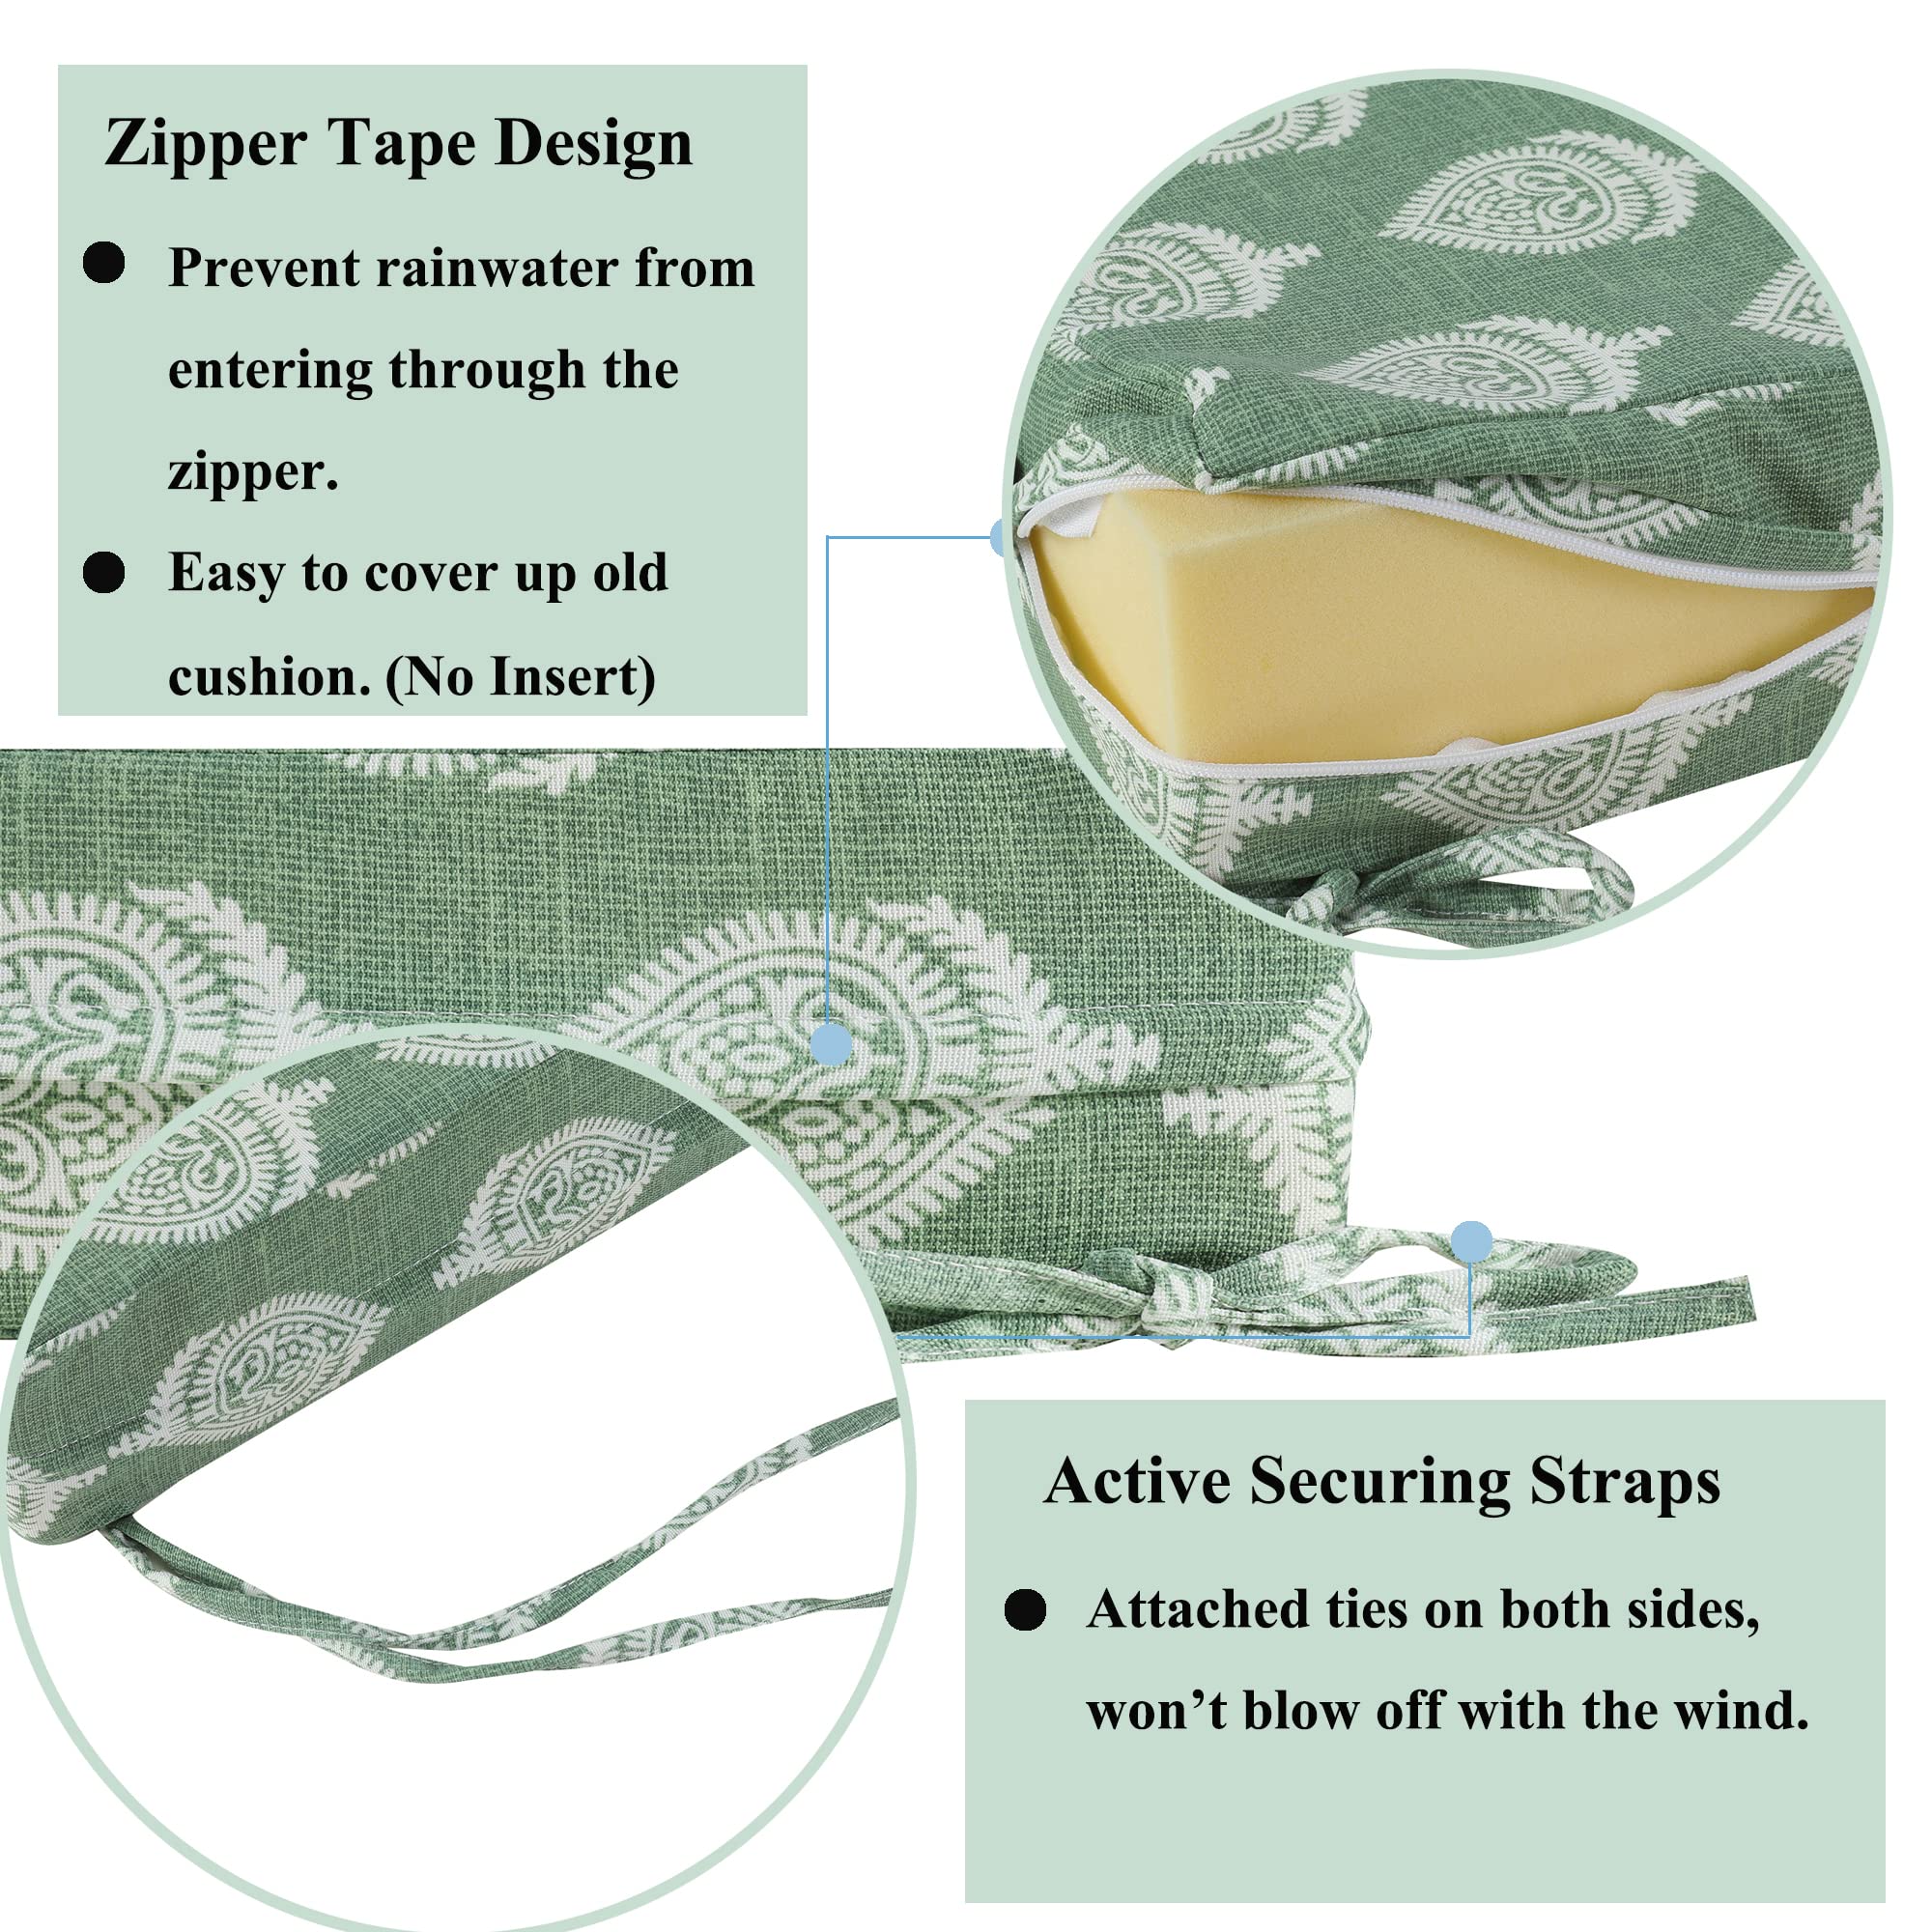 Zipper Tape Design
● Prevent rainwater from
entering through the
zipper.
● Easy to cover up old
cushion. (No Insert)
Active Securing Straps
● Attached ties on both sides,
won’t blow off with the wind.